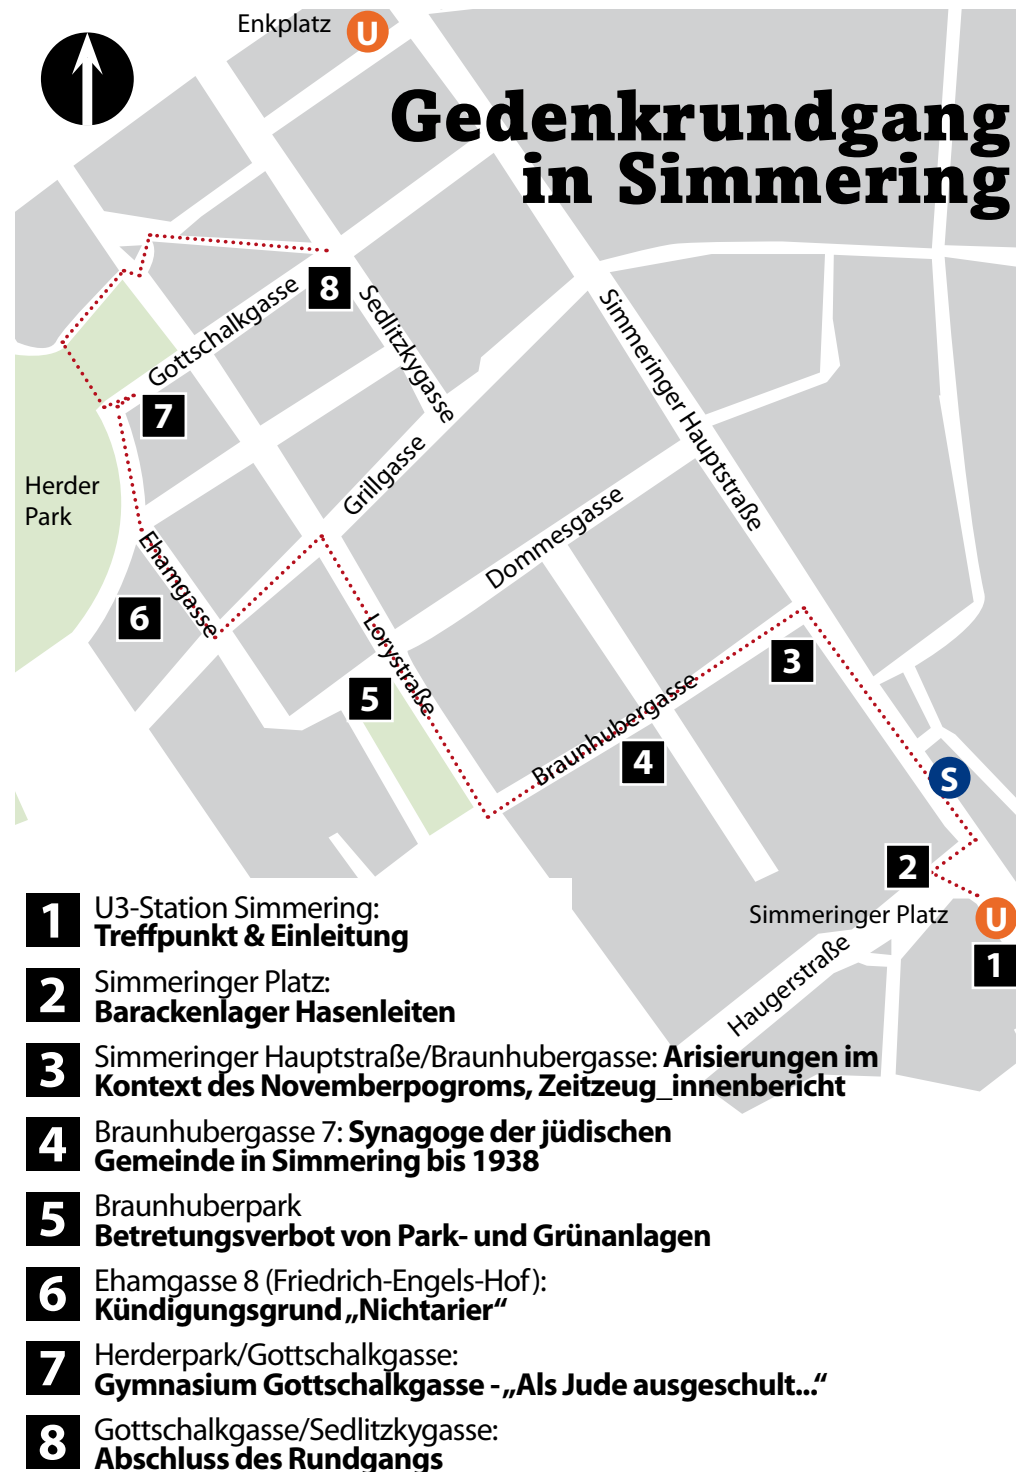 Enkplatz
U
Gedenkrundgang
in Simmering
8
Gottschalkgasse
Sedlitzkygasse
Simmeringer Hauptstraße
7
Grillgasse
Herder
Park
Dommesgasse
Ehamgasse
6
Lorystraße
5
3
Braunhubergasse
4
S
2
Simmeringer Platz
U
1
Haugerstraße
1 U3-Station Simmering:
Treffpunkt & Einleitung
2 Simmeringer Platz:
Barackenlager Hasenleiten
3 Simmeringer Hauptstraße/Braunhubergasse: Arisierungen im
Kontext des Novemberpogroms, Zeitzeug_innenbericht
4 Braunhubergasse 7: Synagoge der jüdischen
Gemeinde in Simmering bis 1938
5 Braunhuberpark
Betretungsverbot von Park- und Grünanlagen
6 Ehamgasse 8 (Friedrich-Engels-Hof):
Kündigungsgrund „Nichtarier“
7 Herderpark/Gottschalkgasse:
Gymnasium Gottschalkgasse - „Als Jude ausgeschult...“
8 Gottschalkgasse/Sedlitzkygasse:
Abschluss des Rundgangs